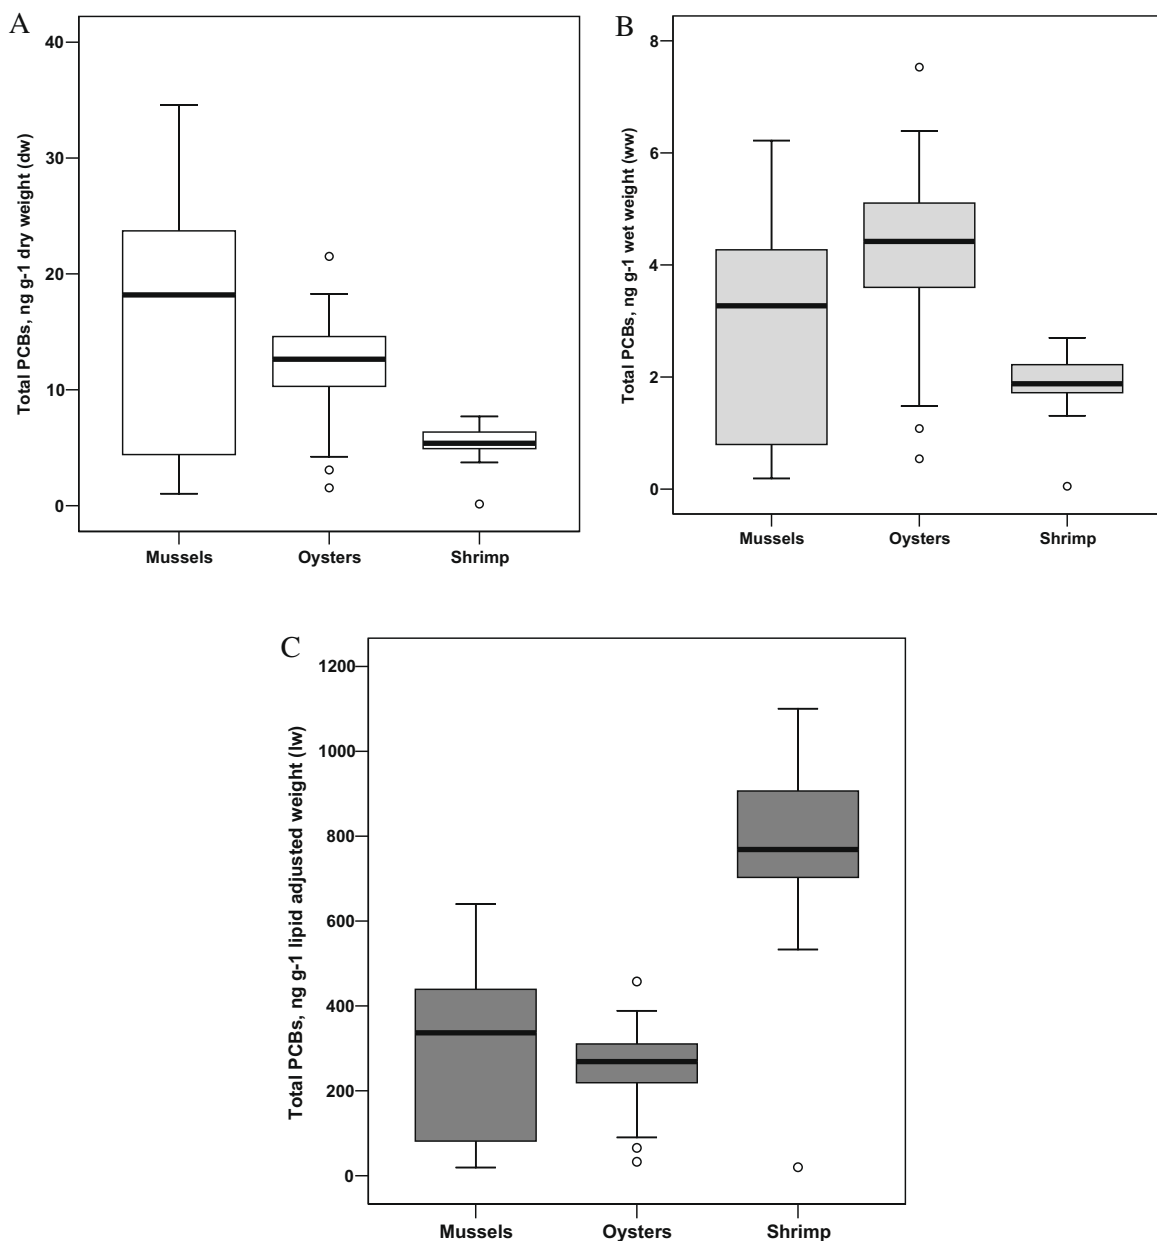 A
Total PCBs, ng g-1 dry weight (dw)
40
30
20
10
0
Mussels
Oysters
Shrimp
B
Total PCBs, ng g-1 wet weight (ww)
8
6
4
2
0
Mussels
Oysters
Shrimp
C
Total PCBs, ng g-1 lipid adjusted weight (lw)
1200
1000
800
600
400
200
0
Mussels
Oysters
Shrimp